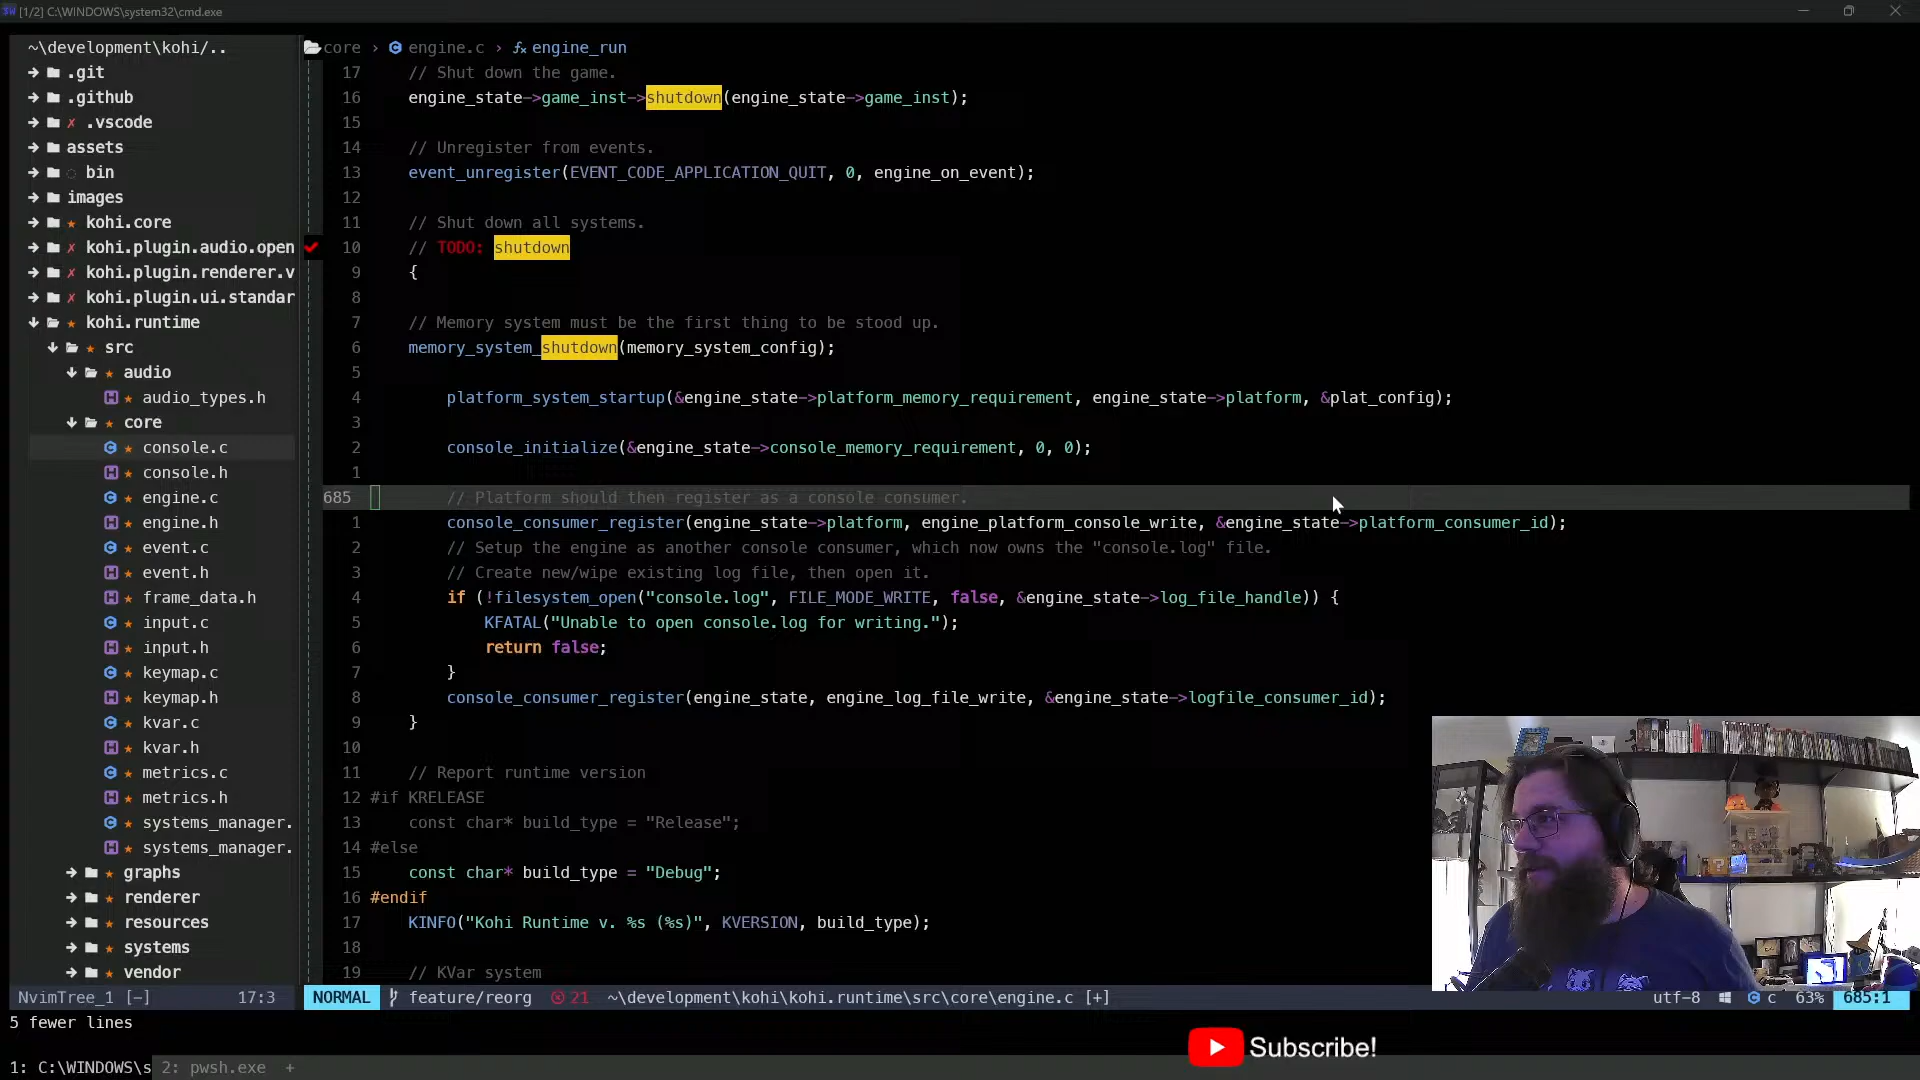 [1/2] C:\WINDOWS\system32\cmd.exe
~\development\kohi/..
.git
.github
✗ .vscode
assets
bin
images
kohi.core
✗ kohi.plugin.audio.open
✗ kohi.plugin.renderer.v
✗ kohi.plugin.ui.standar
kohi.runtime
src
audio
audio_types.h
core
console.c
console.h
engine.c
engine.h
event.c
event.h
frame_data.h
input.c
input.h
keymap.c
keymap.h
kvar.c
kvar.h
metrics.c
metrics.h
systems_manager.
systems_manager.
graphs
renderer
resources
systems
vendor
NvimTree_1 [-] 17:3
core › engine.c › engine_run
17 // Shut down the game.
16 engine_state->game_inst->shutdown(engine_state->game_inst);
15
14 // Unregister from events.
13 event_unregister(EVENT_CODE_APPLICATION_QUIT, 0, engine_on_event);
12
11 // Shut down all systems.
10 // TODO: shutdown
9 {
8
7 // Memory system must be the first thing to be stood up.
6 memory_system_shutdown(memory_system_config);
5
4 platform_system_startup(&engine_state->platform_memory_requirement, engine_state->platform, &plat_config);
3
2 console_initialize(&engine_state->console_memory_requirement, 0, 0);
1
685 // Platform should then register as a console consumer.
1 console_consumer_register(engine_state->platform, engine_platform_console_write, &engine_state->platform_consumer_id);
2 // Setup the engine as another console consumer, which now owns the "console.log" file.
3 // Create new/wipe existing log file, then open it.
4 if (!filesystem_open("console.log", FILE_MODE_WRITE, false, &engine_state->log_file_handle)) {
5 KFATAL("Unable to open console.log for writing.");
6 return false;
7 }
8 console_consumer_register(engine_state, engine_log_file_write, &engine_state->logfile_consumer_id);
9 }
10
11 // Report runtime version
12 #if KRELEASE
13 const char* build_type = "Release";
14 #else
15 const char* build_type = "Debug";
16 #endif
17 KINFO("Kohi Runtime v. %s (%s)", KVERSION, build_type);
18
19 // KVar system
NORMAL feature/reorg 21 ~\development\kohi\kohi.runtime\src\core\engine.c [+] utf-8 c 63% 685:1
5 fewer lines
Subscribe!
1: C:\WINDOWS\s 2: pwsh.exe +